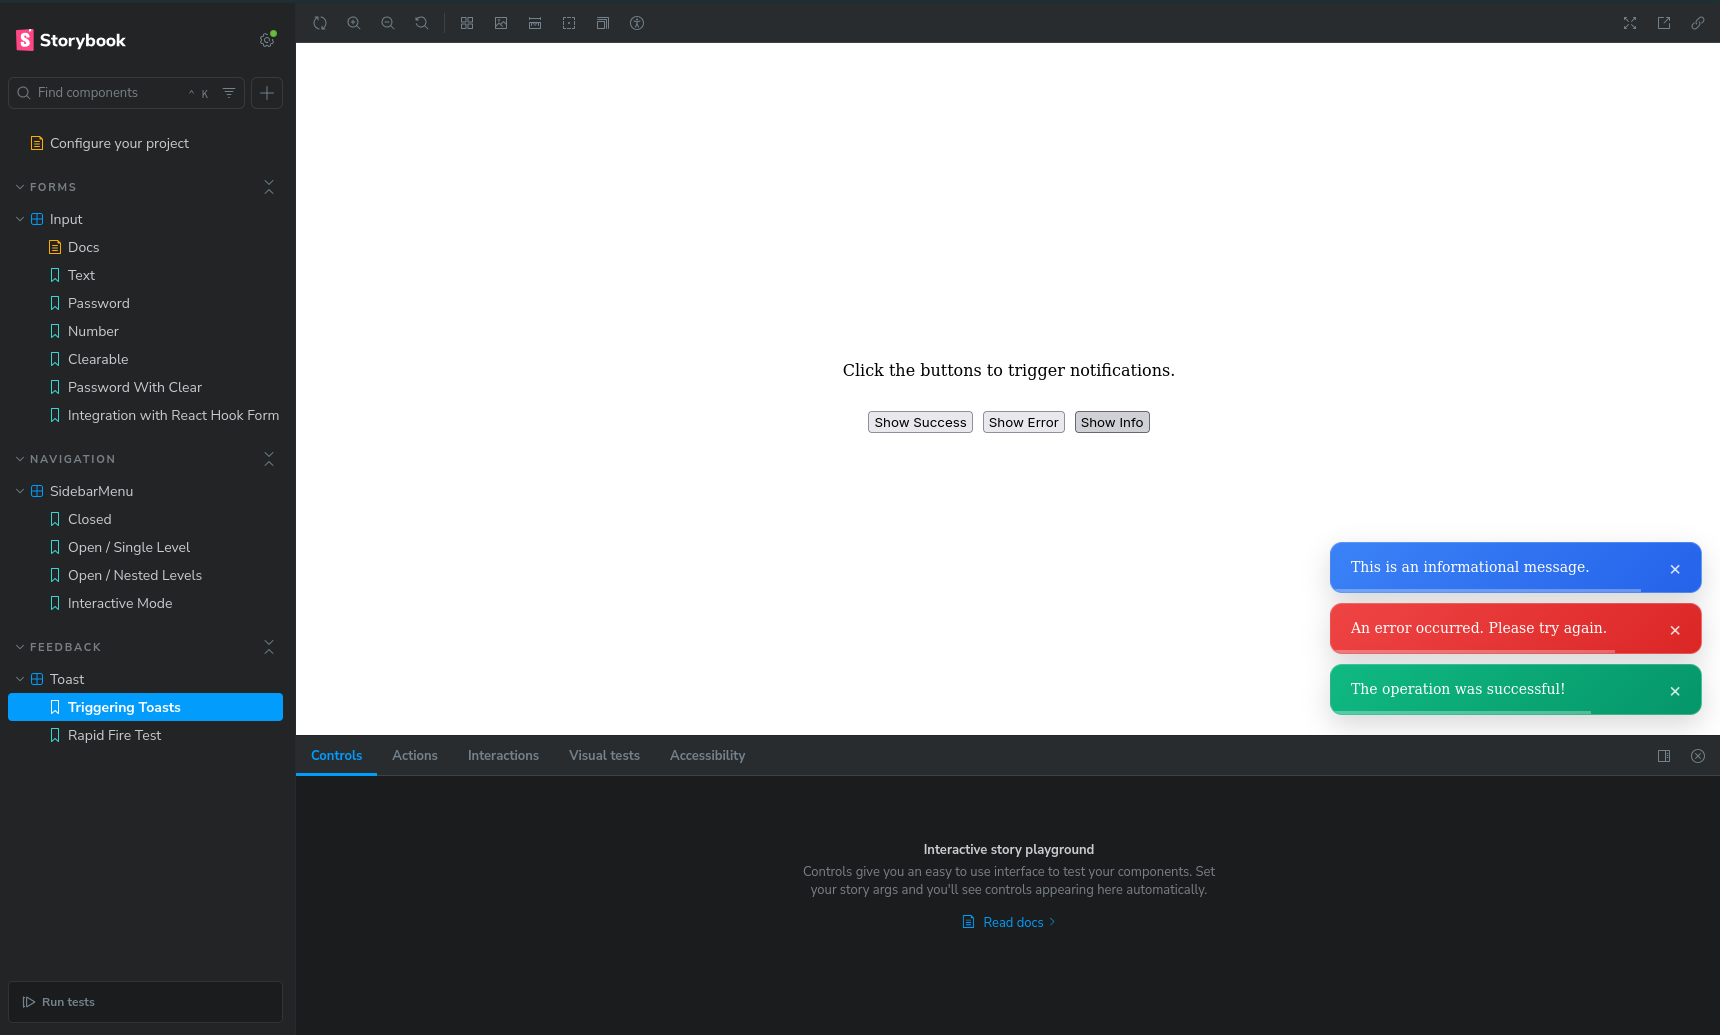 Storybook
Find components
^ K
Configure your project
FORMS
Input
Docs
Text
Password
Number
Clearable
Password With Clear
Integration with React Hook Form
NAVIGATION
SidebarMenu
Closed
Open / Single Level
Open / Nested Levels
Interactive Mode
FEEDBACK
Toast
Triggering Toasts
Rapid Fire Test
Run tests
Click the buttons to trigger notifications.
Show Success
Show Error
Show Info
This is an informational message.
An error occurred. Please try again.
The operation was successful!
Controls
Actions
Interactions
Visual tests
Accessibility
Interactive story playground
Controls give you an easy to use interface to test your components. Set
your story args and you'll see controls appearing here automatically.
Read docs